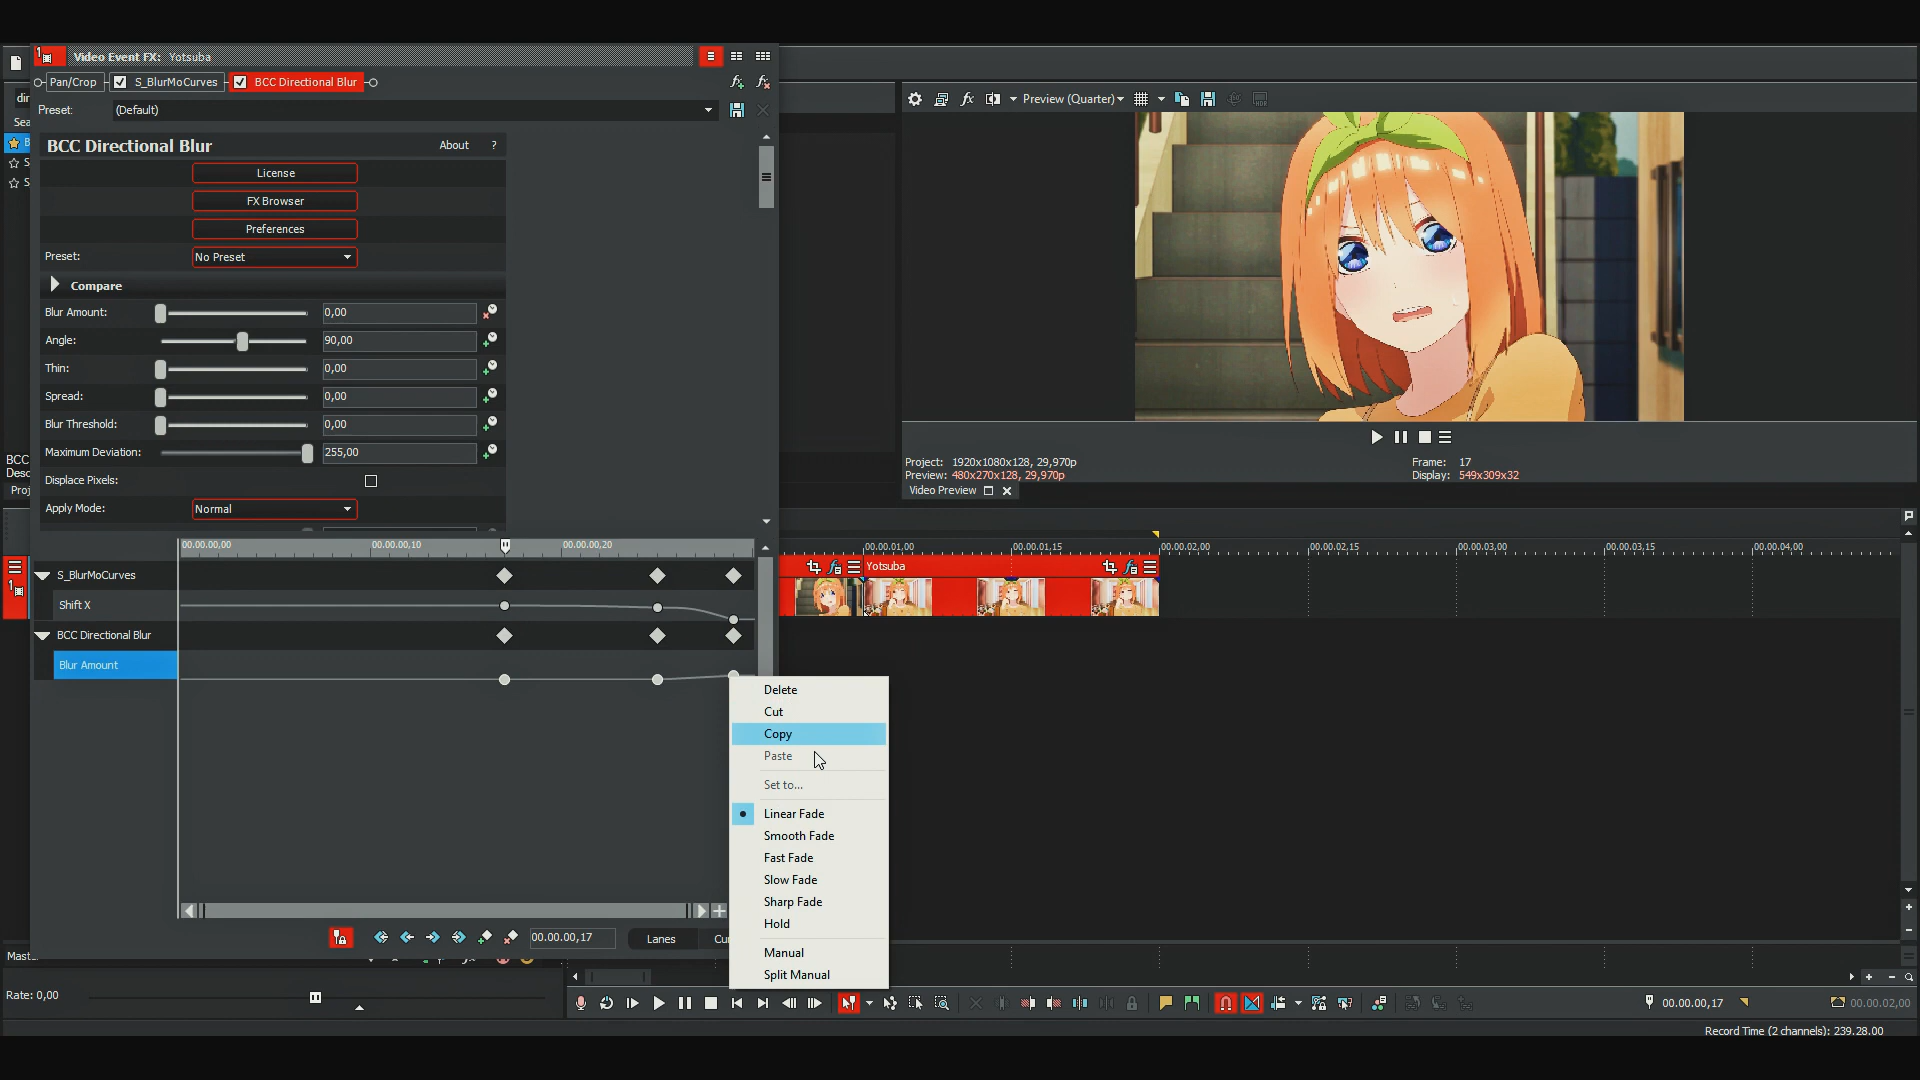 Video Event FX: Yotsuba
Pan/Crop
S_BlurMoCurves
BCC Directional Blur
Preset:
(Default)
BCC Directional Blur
About
?
License
FX Browser
Preferences
Preset:
No Preset
Compare
Blur Amount:
0,00
Angle:
90,00
Thin:
0,00
Spread:
0,00
Blur Threshold:
0,00
Maximum Deviation:
255,00
Displace Pixels:
Apply Mode:
Normal
dir
Sea
BCC
Desc
Proj
Preview (Quarter)
Project: 1920x1080x128, 29,970p
Preview: 480x270x128, 29,970p
Frame: 17
Display: 549x309x32
Video Preview
00.00.00,00
00.00.00,10
00.00.00,20
S_BlurMoCurves
Shift X
BCC Directional Blur
Blur Amount
00.00.01,00
00.00.01,15
00.00.02,00
00.00.02,15
00.00.03,00
00.00.03,15
00.00.04,00
Yotsuba
Delete
Cut
Copy
Paste
Set to...
Linear Fade
Smooth Fade
Fast Fade
Slow Fade
Sharp Fade
Hold
Manual
Split Manual
00.00.00,17
Lanes
Cu
Mast
Rate: 0,00
00.00.00,17
00.00.02,00
Record Time (2 channels): 239.28.00